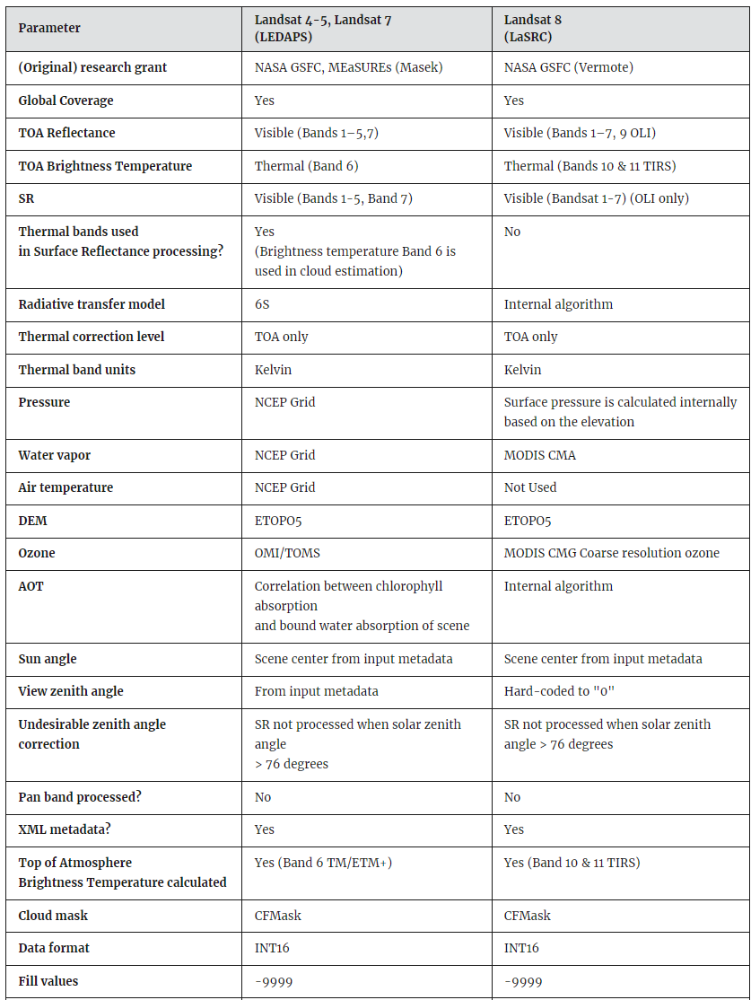 Parameter
Landsat 4-5, Landsat 7
(LEDAPS)
Landsat 8
(LaSRC)
(Original) research grant
NASA GSFC, MEaSUREs (Masek)
NASA GSFC (Vermote)
Global Coverage
Yes
Yes
TOA Reflectance
Visible (Bands 1–5,7)
Visible (Bands 1–7, 9 OLI)
TOA Brightness Temperature
Thermal (Band 6)
Thermal (Bands 10 & 11 TIRS)
SR
Visible (Bands 1-5, Band 7)
Visible (Bandsat 1-7) (OLI only)
Thermal bands used
in Surface Reflectance processing?
Yes
(Brightness temperature Band 6 is
used in cloud estimation)
No
Radiative transfer model
6S
Internal algorithm
Thermal correction level
TOA only
TOA only
Thermal band units
Kelvin
Kelvin
Pressure
NCEP Grid
Surface pressure is calculated internally
based on the elevation
Water vapor
NCEP Grid
MODIS CMA
Air temperature
NCEP Grid
Not Used
DEM
ETOPO5
ETOPO5
Ozone
OMI/TOMS
MODIS CMG Coarse resolution ozone
AOT
Correlation between chlorophyll
absorption
and bound water absorption of scene
Internal algorithm
Sun angle
Scene center from input metadata
Scene center from input metadata
View zenith angle
From input metadata
Hard-coded to "0"
Undesirable zenith angle
correction
SR not processed when solar zenith
angle
> 76 degrees
SR not processed when solar zenith
angle > 76 degrees
Pan band processed?
No
No
XML metadata?
Yes
Yes
Top of Atmosphere
Brightness Temperature calculated
Yes (Band 6 TM/ETM+)
Yes (Band 10 & 11 TIRS)
Cloud mask
CFMask
CFMask
Data format
INT16
INT16
Fill values
-9999
-9999